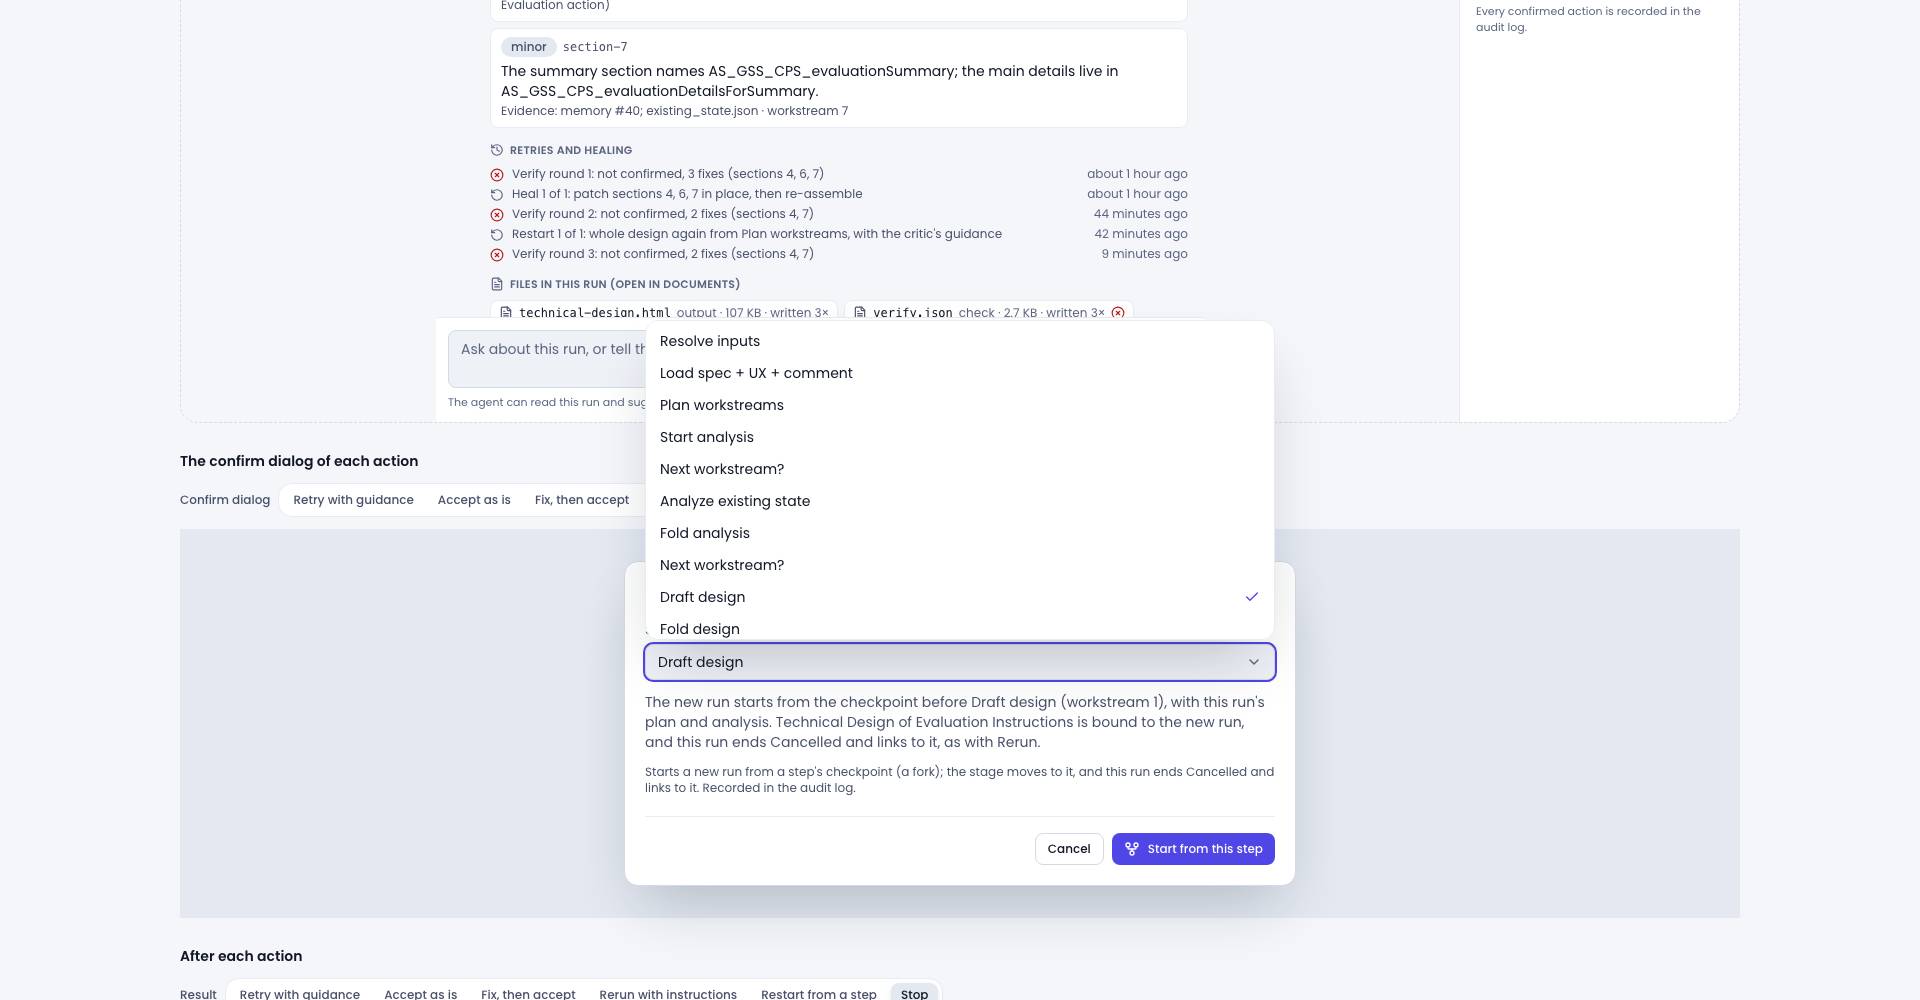 Evaluation action)
Every confirmed action is recorded in the
audit log.
minor section-7
The summary section names AS_GSS_CPS_evaluationSummary; the main details live in
AS_GSS_CPS_evaluationDetailsForSummary.
Evidence: memory #40; existing_state.json · workstream 7
RETRIES AND HEALING
Verify round 1: not confirmed, 3 fixes (sections 4, 6, 7) about 1 hour ago
Heal 1 of 1: patch sections 4, 6, 7 in place, then re-assemble about 1 hour ago
Verify round 2: not confirmed, 2 fixes (sections 4, 7) 44 minutes ago
Restart 1 of 1: whole design again from Plan workstreams, with the critic's guidance 42 minutes ago
Verify round 3: not confirmed, 2 fixes (sections 4, 7) 9 minutes ago
FILES IN THIS RUN (OPEN IN DOCUMENTS)
technical-design.html output · 107 KB · written 3× verify.json check · 2.7 KB · written 3×
Ask about this run, or tell
The agent can read this run and
Resolve inputs
Load spec + UX + comment
Plan workstreams
Start analysis
Next workstream?
Analyze existing state
Fold analysis
Next workstream?
Draft design
Fold design
The confirm dialog of each action
Confirm dialog Retry with guidance Accept as is Fix, then accept
Draft design
The new run starts from the checkpoint before Draft design (workstream 1), with this run's
plan and analysis. Technical Design of Evaluation Instructions is bound to the new run,
and this run ends Cancelled and links to it, as with Rerun.
Starts a new run from a step's checkpoint (a fork); the stage moves to it, and this run ends Cancelled and
links to it. Recorded in the audit log.
Cancel Start from this step
After each action
Result Retry with guidance Accept as is Fix, then accept Rerun with instructions Restart from a step Stop